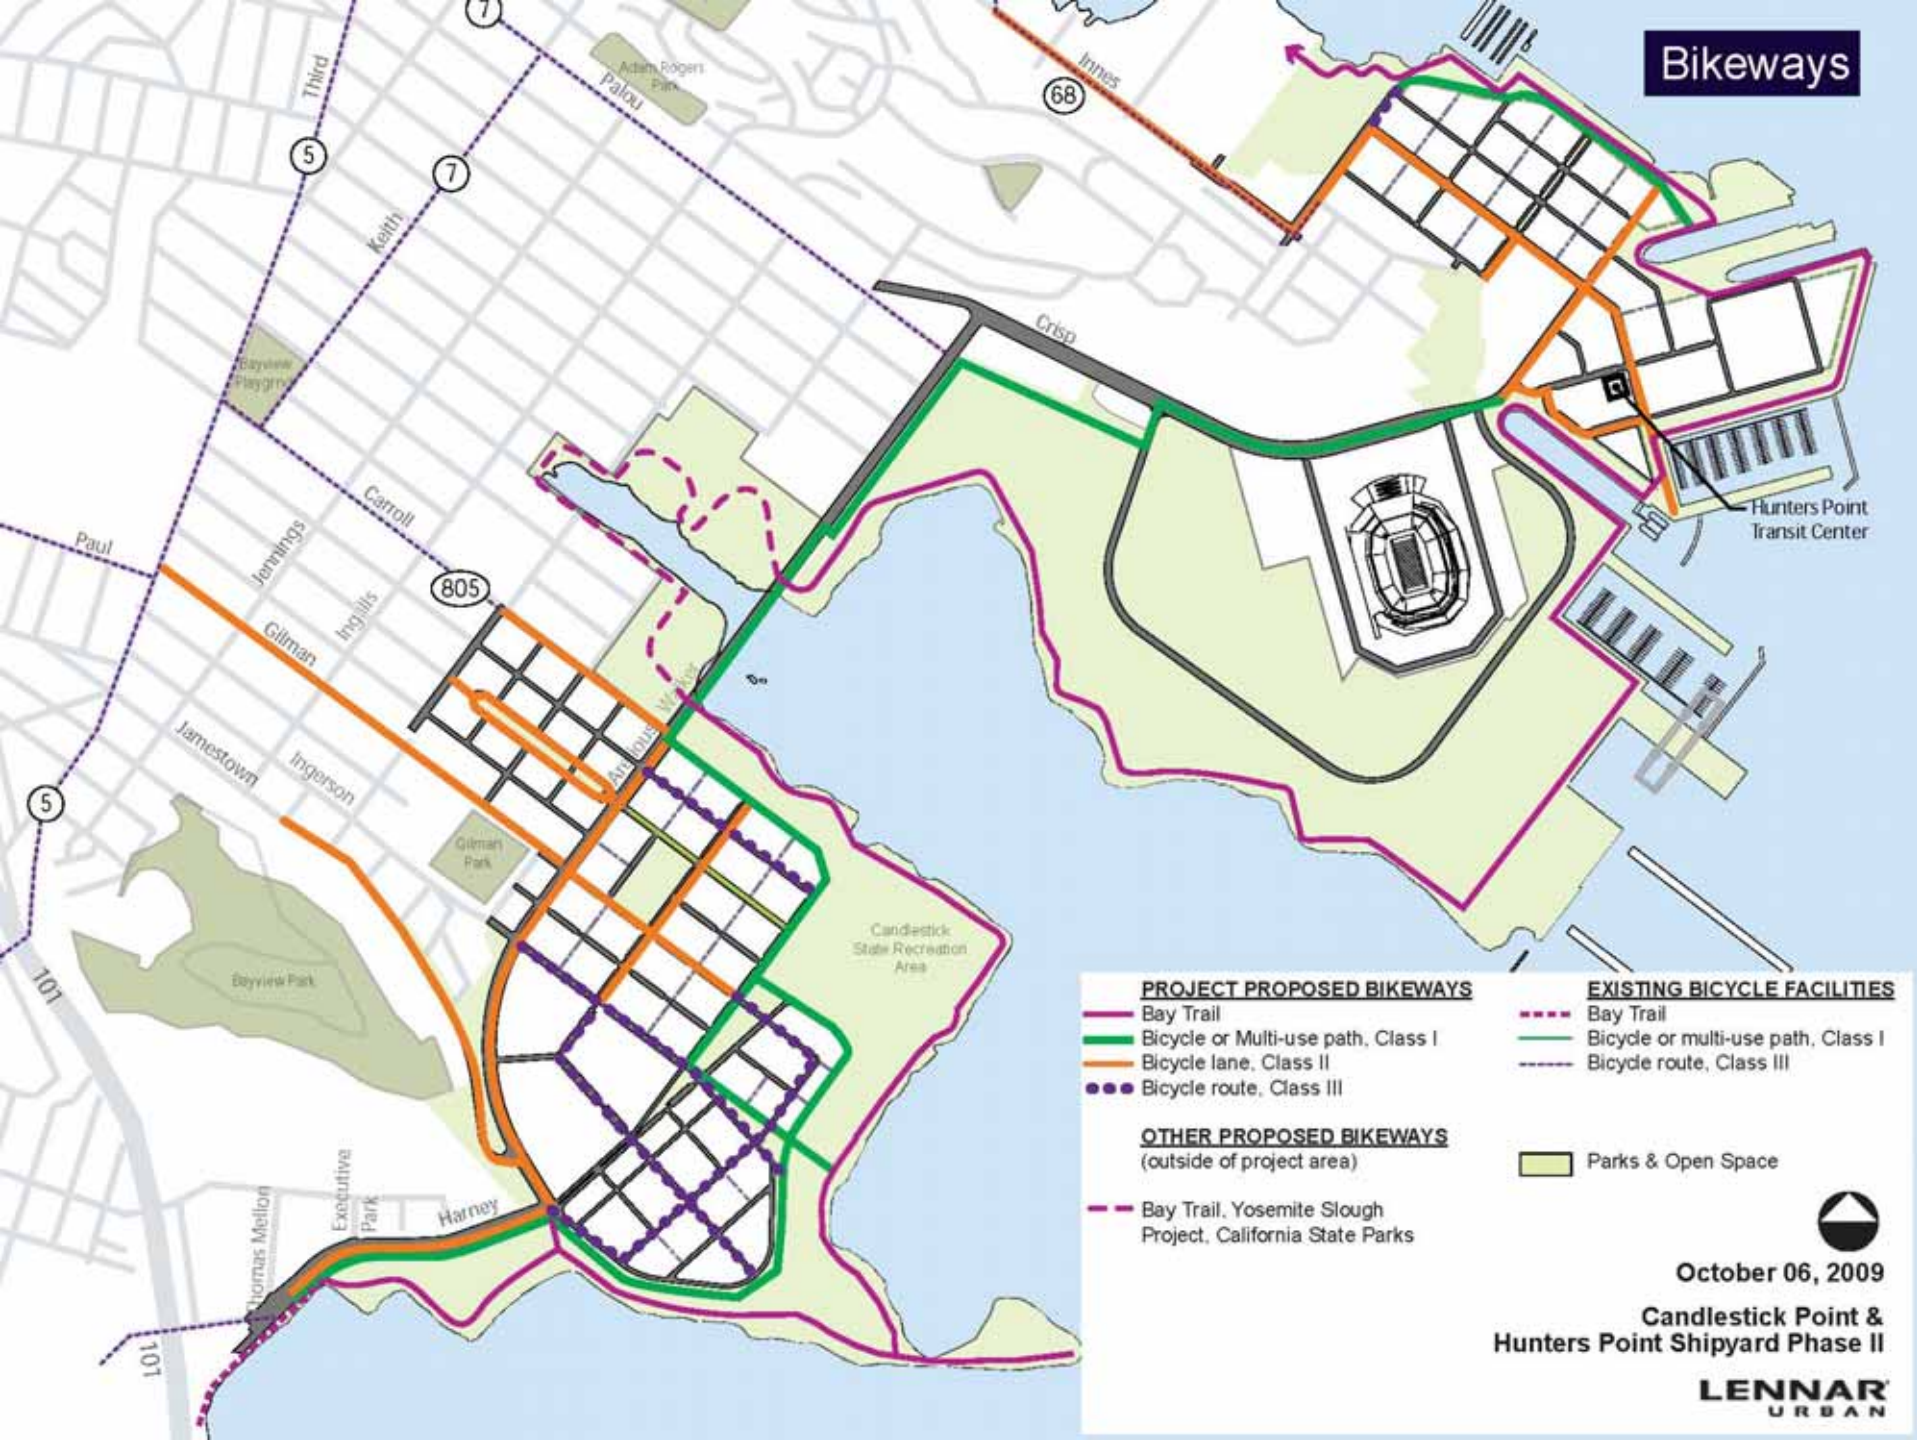 Bikeways
7
Third
Adam Rogers
Park
Palou
Innes
68
5
7
Keith
Crisp
Bayview
Playgrnd
Carroll
Paul
Jennings
Ingalls
805
Gilman
Hunters Point
Transit Center
Arelious Walker
Jamestown
Ingerson
5
Gilman
Park
Candlestick
State Recreation
Area
Bayview Park
101
Executive
Park
Thomas Mellon
Harney
101
PROJECT PROPOSED BIKEWAYS
Bay Trail
Bicycle or Multi-use path, Class I
Bicycle lane, Class II
Bicycle route, Class III
OTHER PROPOSED BIKEWAYS
(outside of project area)
Bay Trail, Yosemite Slough
Project, California State Parks
EXISTING BICYCLE FACILITIES
Bay Trail
Bicycle or multi-use path, Class I
Bicycle route, Class III
Parks & Open Space
October 06, 2009
Candlestick Point &
Hunters Point Shipyard Phase II
LENNAR
URBAN